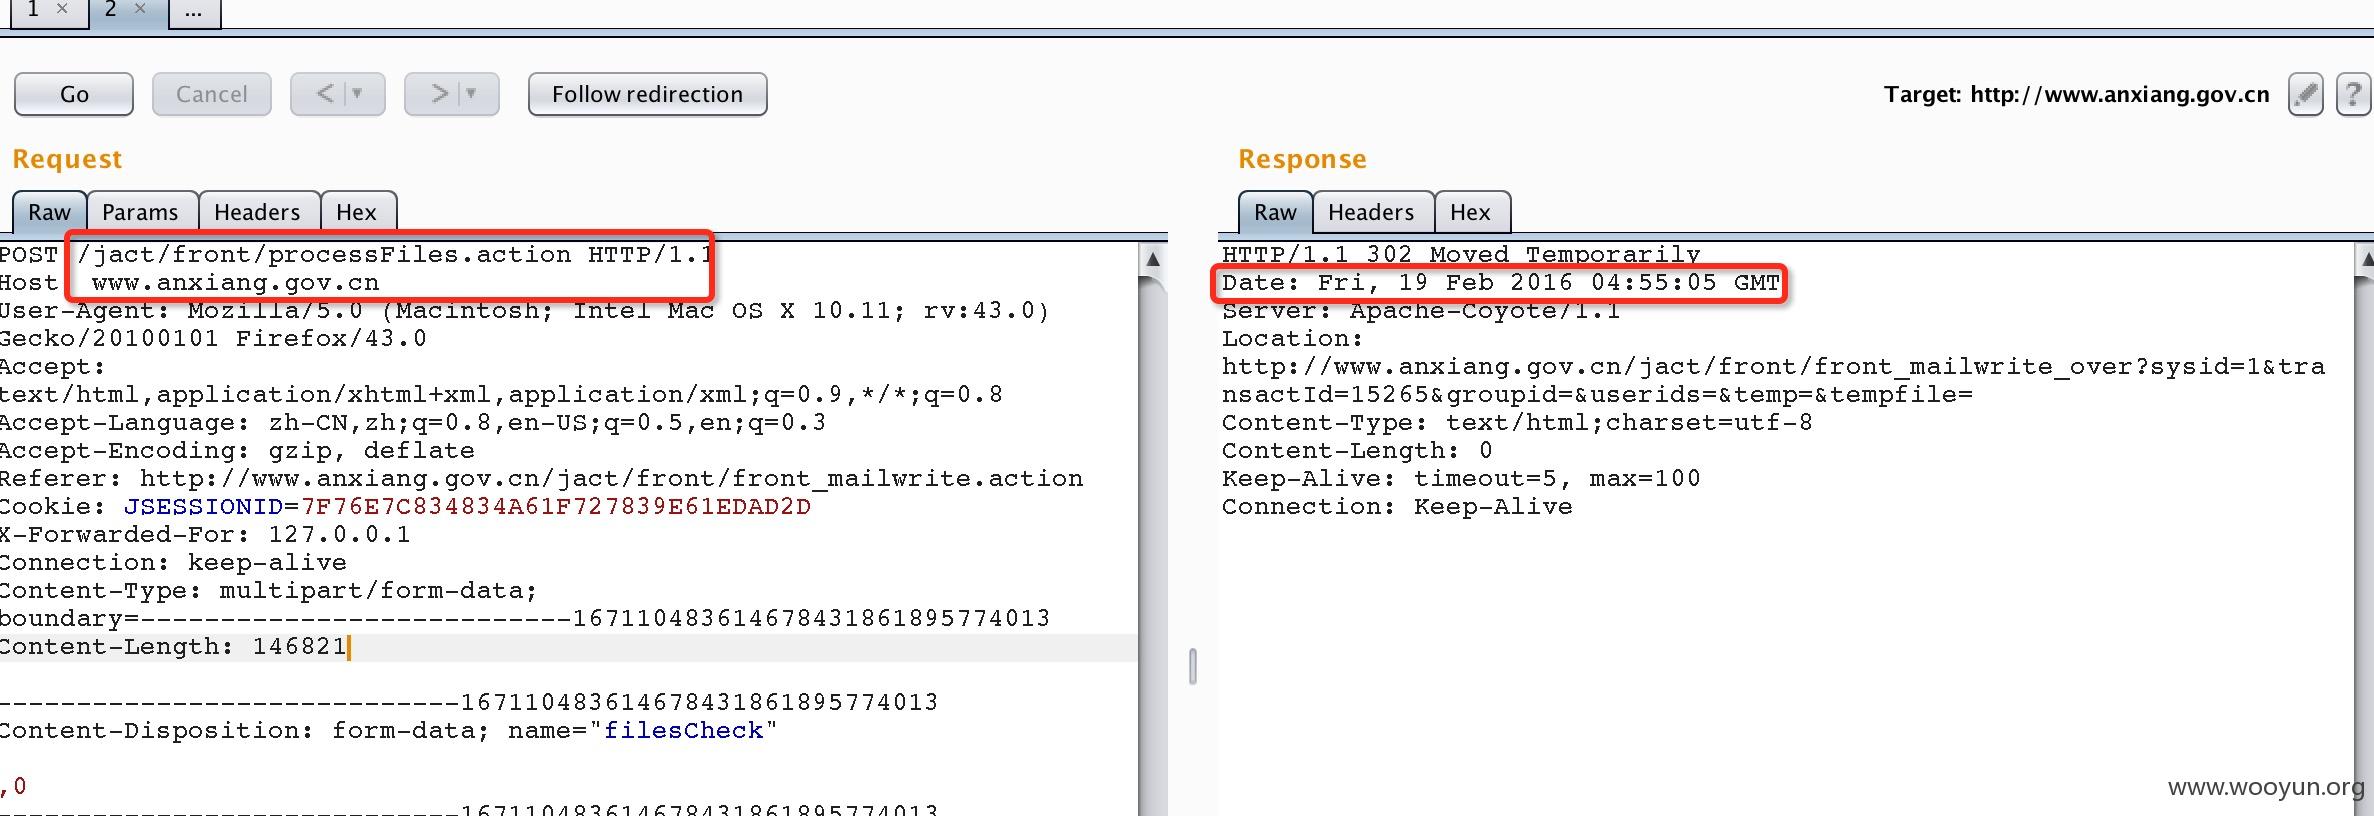 1 × 2 × ...
Go Cancel < ▼ > ▼ Follow redirection Target: http://www.anxiang.gov.cn ?
Request
Raw Params Headers Hex
POST /jact/front/processFiles.action HTTP/1.1
Host www.anxiang.gov.cn
User-Agent: Mozilla/5.0 (Macintosh; Intel Mac OS X 10.11; rv:43.0)
Gecko/20100101 Firefox/43.0
Accept:
text/html,application/xhtml+xml,application/xml;q=0.9,*/*;q=0.8
Accept-Language: zh-CN,zh;q=0.8,en-US;q=0.5,en;q=0.3
Accept-Encoding: gzip, deflate
Referer: http://www.anxiang.gov.cn/jact/front/front_mailwrite.action
Cookie: JSESSIONID=7F76E7C834834A61F727839E61EDAD2D
X-Forwarded-For: 127.0.0.1
Connection: keep-alive
Content-Type: multipart/form-data;
boundary=---------------------------167110483614678431861895774013
Content-Length: 146821
-----------------------------167110483614678431861895774013
Content-Disposition: form-data; name="filesCheck"
,0
-----------------------------167110483614678431861895774013
Response
Raw Headers Hex
HTTP/1.1 302 Moved Temporarily
Date: Fri, 19 Feb 2016 04:55:05 GMT
Server: Apache-Coyote/1.1
Location:
http://www.anxiang.gov.cn/jact/front/front_mailwrite_over?sysid=1&tra
nsactId=15265&groupid=&userids=&temp=&tempfile=
Content-Type: text/html;charset=utf-8
Content-Length: 0
Keep-Alive: timeout=5, max=100
Connection: Keep-Alive
www.wooyun.org